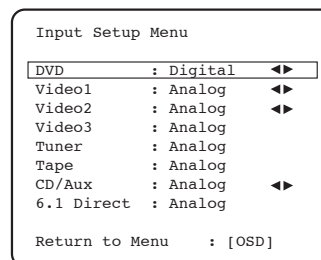 Input Setup Menu
DVD : Digital ◄►
Video1 : Analog ◄►
Video2 : Analog ◄►
Video3 : Analog
Tuner : Analog
Tape : Analog
CD/Aux : Analog ◄►
6.1 Direct : Analog
Return to Menu : [OSD]